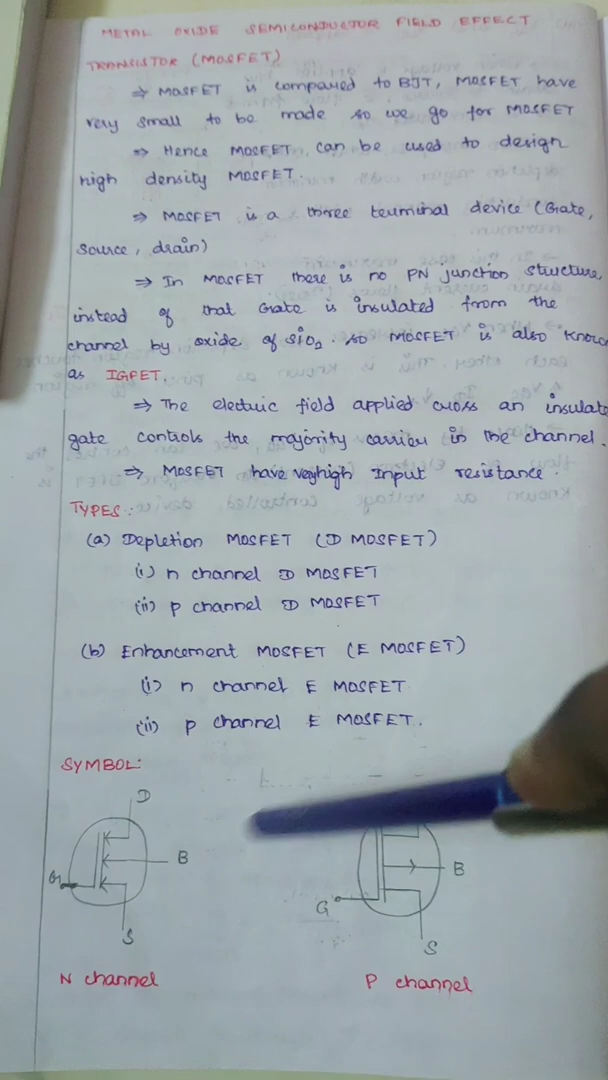 METAL OXIDE SEMICONDUCTOR FIELD EFFECT
TRANSISTOR (MOSFET)
⇒ MOSFET is compared to BJT, MOSFET have
very small to be made so we go for MOSFET
⇒ Hence MOSFET can be used to design
high density MOSFET.
⇒ MOSFET is a three terminal device (Gate,
Source, drain)
⇒ In MOSFET there is no PN junction structure,
instead of that Gate is insulated from the
channel by oxide of SiO2. so MOSFET is also know
as IGFET.
⇒ The electric field applied cross an insulat
gate controls the majority carrier in the channel.
⇒ MOSFET have veyhigh Input resistance.
TYPES:
(a) Depletion MOSFET (D MOSFET)
(i) n channel D MOSFET
(ii) p channel D MOSFET
(b) Enhancement MOSFET (E MOSFET)
(i) n channel E MOSFET
(ii) p channel E MOSFET.
SYMBOL:
D
B
G
S
B
G
S
N channel
P channel